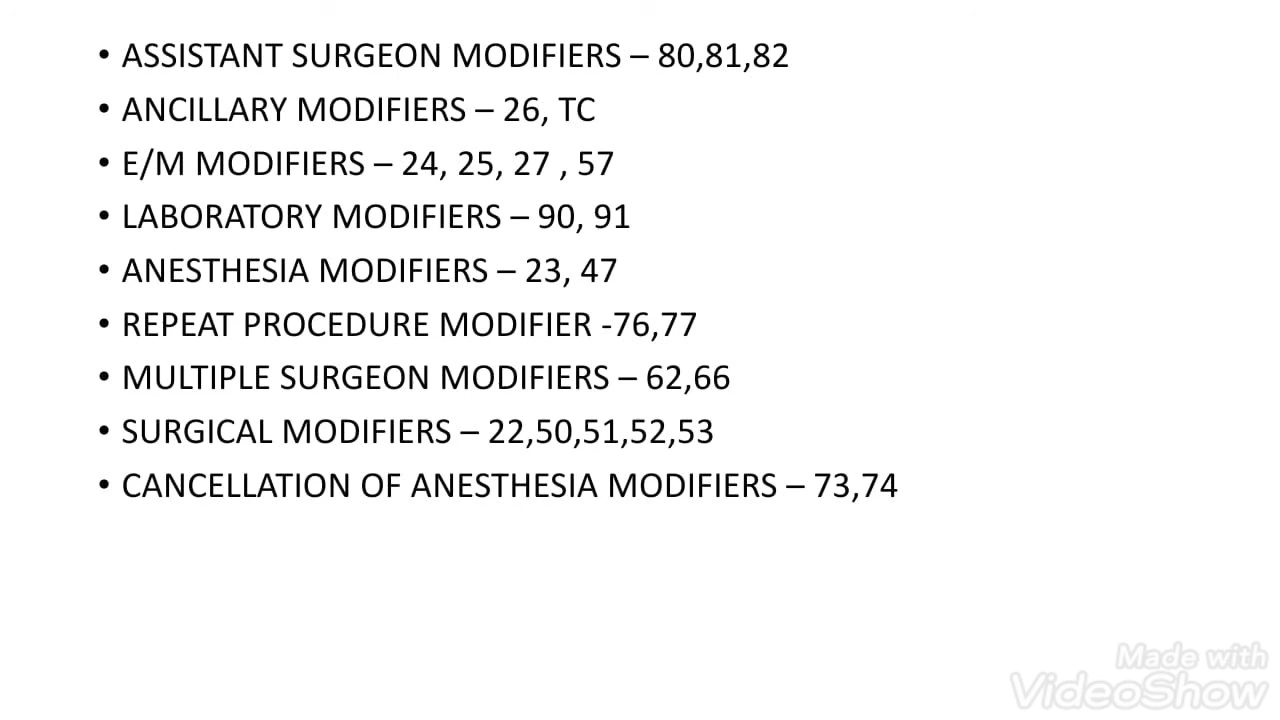 • ASSISTANT SURGEON MODIFIERS – 80,81,82
• ANCILLARY MODIFIERS – 26, TC
• E/M MODIFIERS – 24, 25, 27 , 57
• LABORATORY MODIFIERS – 90, 91
• ANESTHESIA MODIFIERS – 23, 47
• REPEAT PROCEDURE MODIFIER -76,77
• MULTIPLE SURGEON MODIFIERS – 62,66
• SURGICAL MODIFIERS – 22,50,51,52,53
• CANCELLATION OF ANESTHESIA MODIFIERS – 73,74
Made with
VideoShow